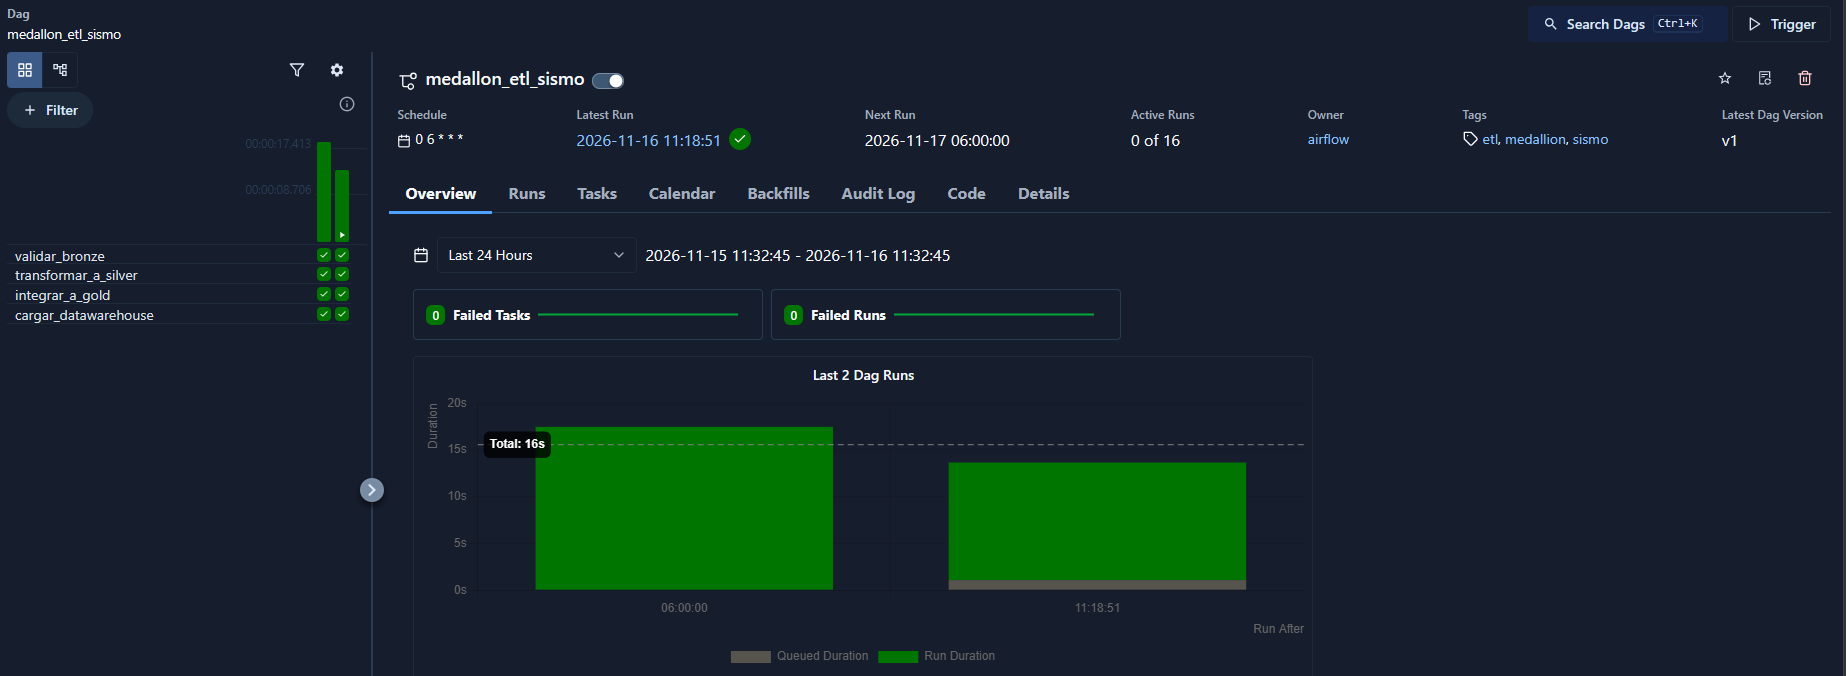 Dag
medallon_etl_sismo
Search Dags Ctrl+K
Trigger
Filter
00:00:17.413
00:00:08.706
validar_bronze
transformar_a_silver
integrar_a_gold
cargar_datawarehouse
medallon_etl_sismo
Schedule Latest Run Next Run Active Runs Owner Tags Latest Dag Version
0 6 * * * 2026-11-16 11:18:51 2026-11-17 06:00:00 0 of 16 airflow etl, medallion, sismo v1
Overview Runs Tasks Calendar Backfills Audit Log Code Details
Last 24 Hours 2026-11-15 11:32:45 - 2026-11-16 11:32:45
0 Failed Tasks 0 Failed Runs
Last 2 Dag Runs
Duration
20s
15s
10s
5s
0s
Total: 16s
06:00:00 11:18:51
Run After
Queued Duration Run Duration